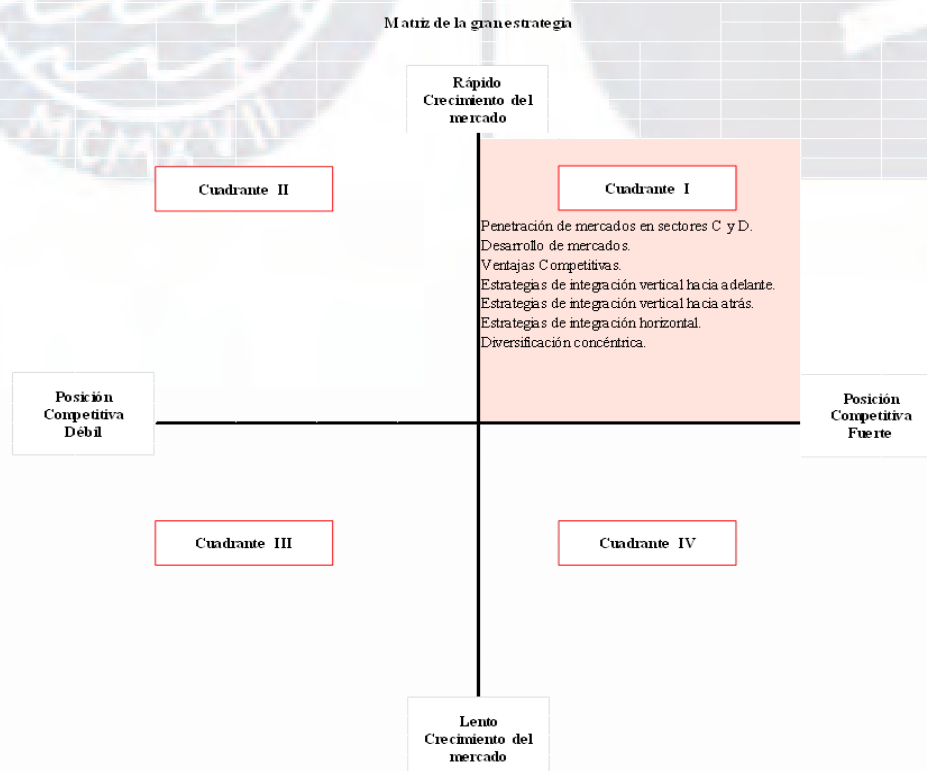 Matriz de la gran estrategia
Rápido
Crecimiento del
mercado
MCMXVII
Cuadrante II
Cuadrante I
Penetración de mercados en sectores C y D.
Desarrollo de mercados.
Ventajas Competitivas.
Estrategias de integración vertical hacia adelante.
Estrategias de integración vertical hacia atrás.
Estrategias de integración horizontal.
Diversificación concéntrica.
Posición
Competitiva
Débil
Posición
Competitiva
Fuerte
Cuadrante III
Cuadrante IV
Lento
Crecimiento del
mercado